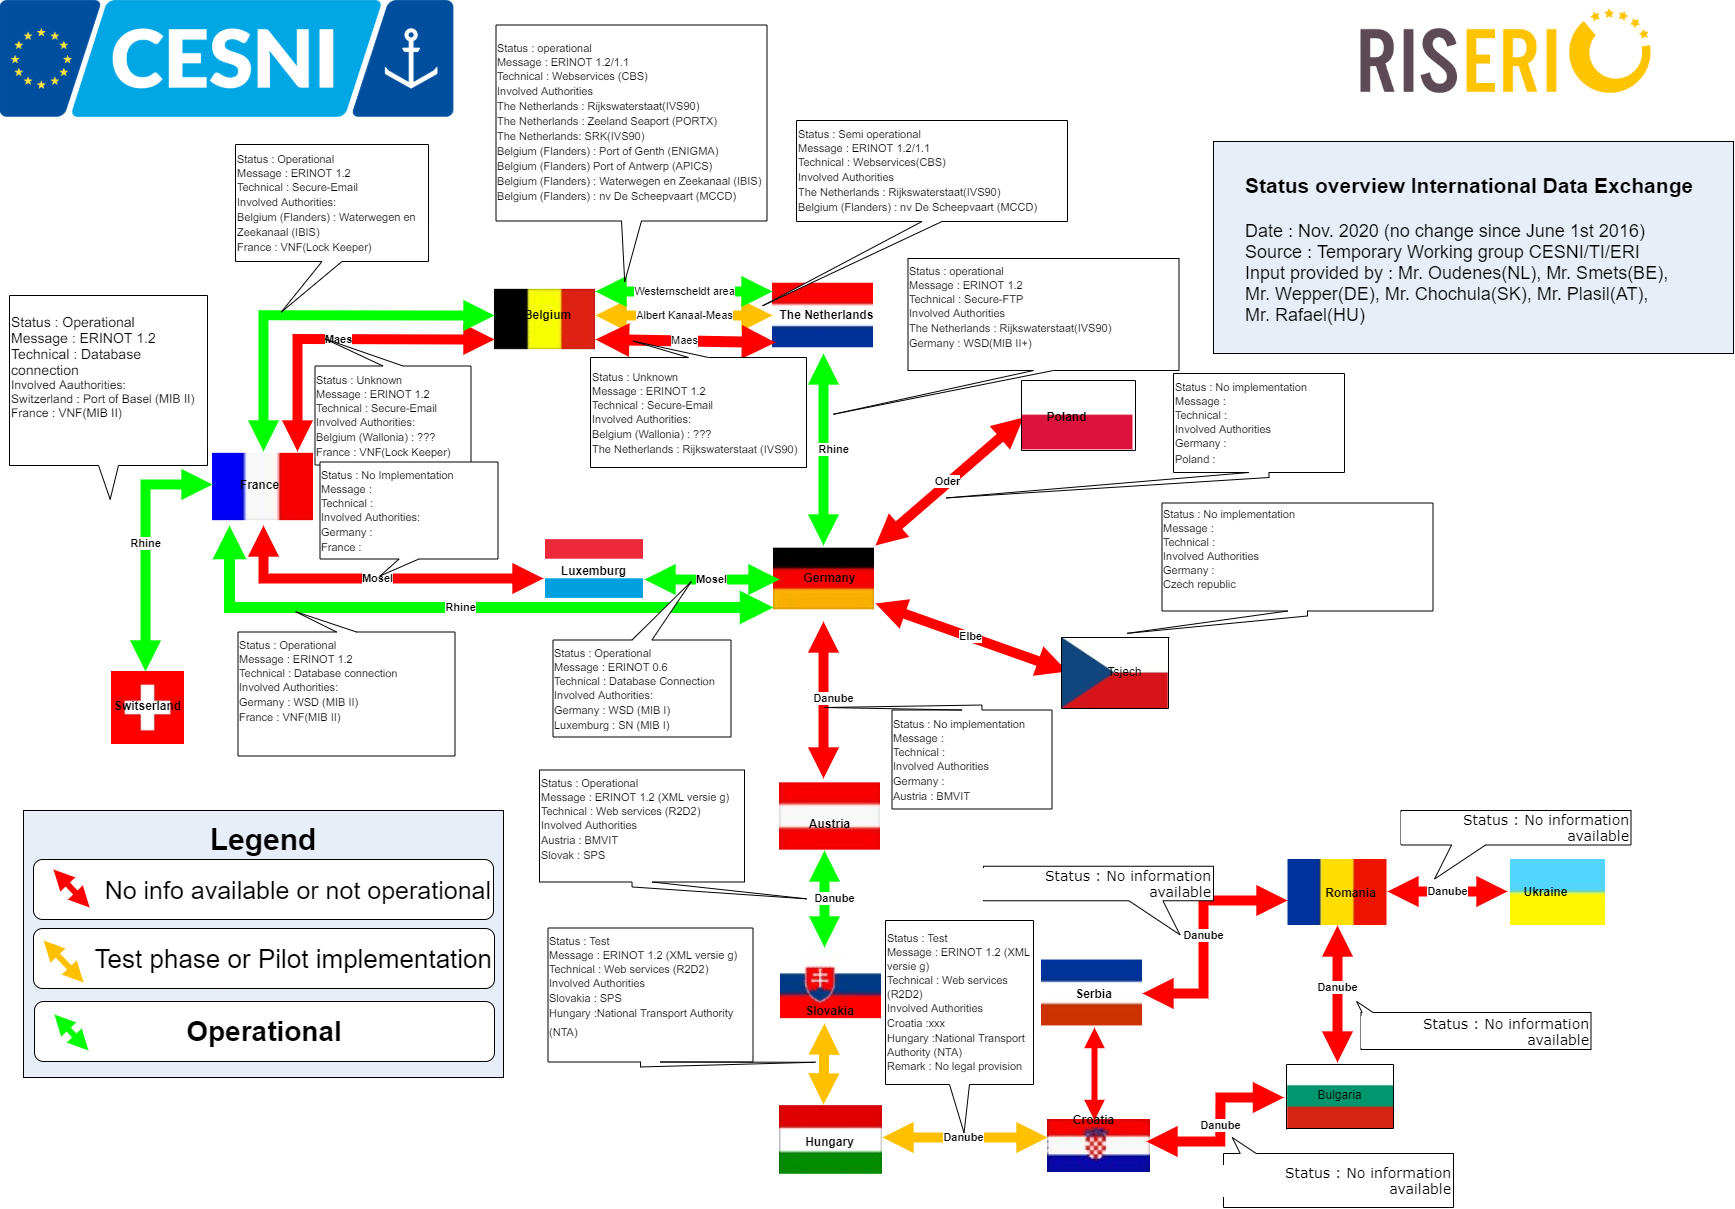 CESNI
RISERI
Status overview International Data Exchange
Date : Nov. 2020 (no change since June 1st 2016)
Source : Temporary Working group CESNI/TI/ERI
Input provided by : Mr. Oudenes(NL), Mr. Smets(BE),
Mr. Wepper(DE), Mr. Chochula(SK), Mr. Plasil(AT),
Mr. Rafael(HU)
Status : operational
Message : ERINOT 1.2/1.1
Technical : Webservices (CBS)
Involved Authorities
The Netherlands : Rijkswaterstaat(IVS90)
The Netherlands : Zeeland Seaport (PORTX)
The Netherlands: SRK(IVS90)
Belgium (Flanders) : Port of Genth (ENIGMA)
Belgium (Flanders) Port of Antwerp (APICS)
Belgium (Flanders) : Waterwegen en Zeekanaal (IBIS)
Belgium (Flanders) : nv De Scheepvaart (MCCD)
Status : Semi operational
Message : ERINOT 1.2/1.1
Technical : Webservices(CBS)
Involved Authorities
The Netherlands : Rijkswaterstaat(IVS90)
Belgium (Flanders) : nv De Scheepvaart (MCCD)
Status : Operational
Message : ERINOT 1.2
Technical : Secure-Email
Involved Authorities:
Belgium (Flanders) : Waterwegen en
Zeekanaal (IBIS)
France : VNF(Lock Keeper)
Status : operational
Message : ERINOT 1.2
Technical : Secure-FTP
Involved Authorities
The Netherlands : Rijkswaterstaat(IVS90)
Germany : WSD(MIB II+)
Status : Operational
Message : ERINOT 1.2
Technical : Database
connection
Involved Aauthorities:
Switzerland : Port of Basel (MIB II)
France : VNF(MIB II)
Belgium
Westernscheldt area
Albert Kanaal-Meas
Maes
The Netherlands
Maes
Status : Unknown
Message : ERINOT 1.2
Technical : Secure-Email
Involved Authorities:
Belgium (Wallonia) : ???
France : VNF(Lock Keeper)
Status : Unknown
Message : ERINOT 1.2
Technical : Secure-Email
Involved Authorities:
Belgium (Wallonia) : ???
The Netherlands : Rijkswaterstaat (IVS90)
Status : No implementation
Message :
Technical :
Involved Authorities
Germany :
Poland :
Poland
Rhine
Oder
France
Status : No Implementation
Message :
Technical :
Involved Authorities:
Germany :
France :
Status : No implementation
Message :
Technical :
Involved Authorities
Germany :
Czech republic
Rhine
Mosel
Luxemburg
Mosel
Germany
Rhine
Elbe
Tsjech
Switserland
Status : Operational
Message : ERINOT 1.2
Technical : Database connection
Involved Authorities:
Germany : WSD (MIB II)
France : VNF(MIB II)
Status : Operational
Message : ERINOT 0.6
Technical : Database Connection
Involved Authorities:
Germany : WSD (MIB I)
Luxemburg : SN (MIB I)
Danube
Status : No implementation
Message :
Technical :
Involved Authorities
Germany :
Austria : BMVIT
Status : Operational
Message : ERINOT 1.2 (XML versie g)
Technical : Web services (R2D2)
Involved Authorities
Austria : BMVIT
Slovak : SPS
Austria
Danube
Legend
No info available or not operational
Test phase or Pilot implementation
Operational
Status : No information
available
Status : No information
available
Romania
Danube
Ukraine
Danube
Status : Test
Message : ERINOT 1.2 (XML versie g)
Technical : Web services (R2D2)
Involved Authorities
Slovakia : SPS
Hungary :National Transport Authority
(NTA)
Status : Test
Message : ERINOT 1.2 (XML
versie g)
Technical : Web services
(R2D2)
Involved Authorities
Croatia :xxx
Hungary :National Transport
Authority (NTA)
Remark : No legal provision
Slovakia
Serbia
Danube
Status : No information
available
Bulgaria
Croatia
Hungary
Danube
Danube
Status : No information
available